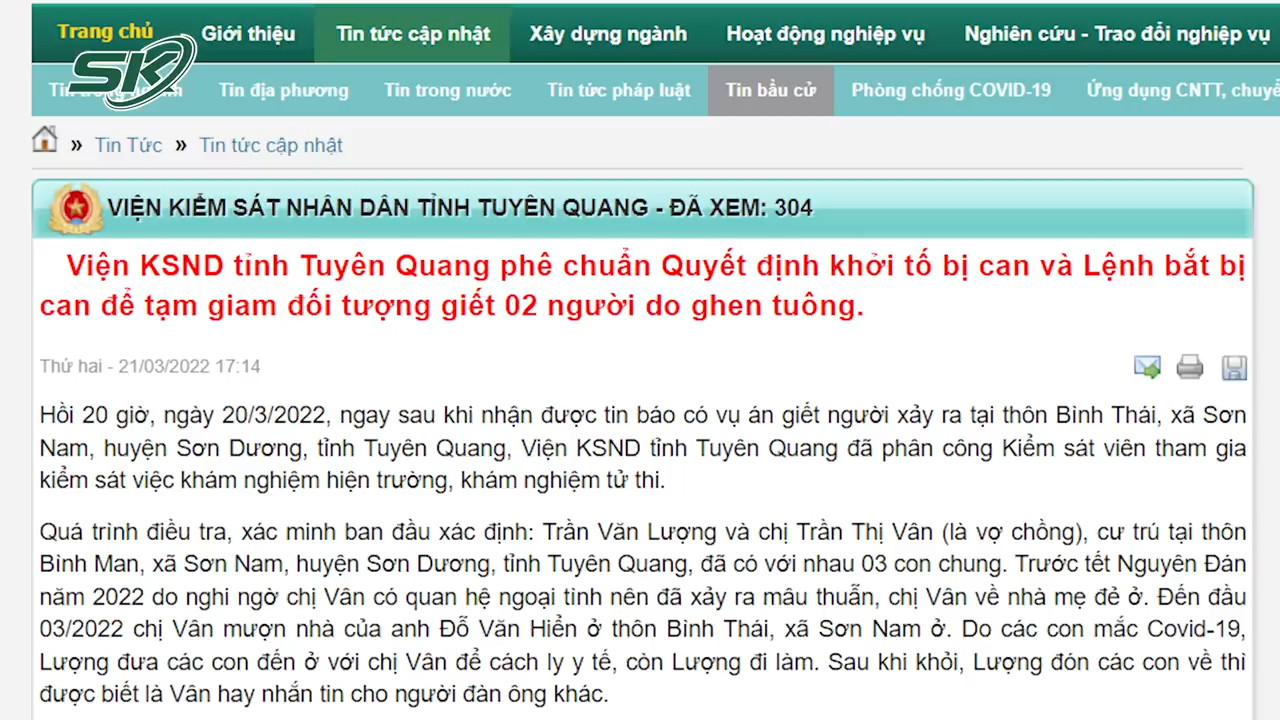 Trang chủ Giới thiệu Tin tức cập nhật Xây dựng ngành Hoạt động nghiệp vụ Nghiên cứu - Trao đổi nghiệp vụ
SK
Tin địa phương Tin trong nước Tin tức pháp luật Tin bầu cử Phòng chống COVID-19 Ứng dụng CNTT,
» Tin Tức » Tin tức cập nhật
VIỆN KIỂM SÁT NHÂN DÂN TỈNH TUYÊN QUANG - ĐÃ XEM: 304
Viện KSND tỉnh Tuyên Quang phê chuẩn Quyết định khởi tố bị can và Lệnh bắt bị
can để tạm giam đối tượng giết 02 người do ghen tuông.
Thứ hai - 21/03/2022 17:14
Hồi 20 giờ, ngày 20/3/2022, ngay sau khi nhận được tin báo có vụ án giết người xảy ra tại thôn Bình Thái, xã Sơn
Nam, huyện Sơn Dương, tỉnh Tuyên Quang, Viện KSND tỉnh Tuyên Quang đã phân công Kiểm sát viên tham gia
kiểm sát việc khám nghiệm hiện trường, khám nghiệm tử thi.
Quá trình điều tra, xác minh ban đầu xác định: Trần Văn Lượng và chị Trần Thị Vân (là vợ chồng), cư trú tại thôn
Bình Man, xã Sơn Nam, huyện Sơn Dương, tỉnh Tuyên Quang, đã có với nhau 03 con chung. Trước tết Nguyên Đán
năm 2022 do nghi ngờ chị Vân có quan hệ ngoại tình nên đã xảy ra mâu thuẫn, chị Vân về nhà mẹ đẻ ở. Đến đầu
03/2022 chị Vân mượn nhà của anh Đỗ Văn Hiển ở thôn Bình Thái, xã Sơn Nam ở. Do các con mắc Covid-19,
Lượng đưa các con đến ở với chị Vân để cách ly y tế, còn Lượng đi làm. Sau khi khỏi, Lượng đón các con về thì
được biết là Vân hay nhắn tin cho người đàn ông khác.